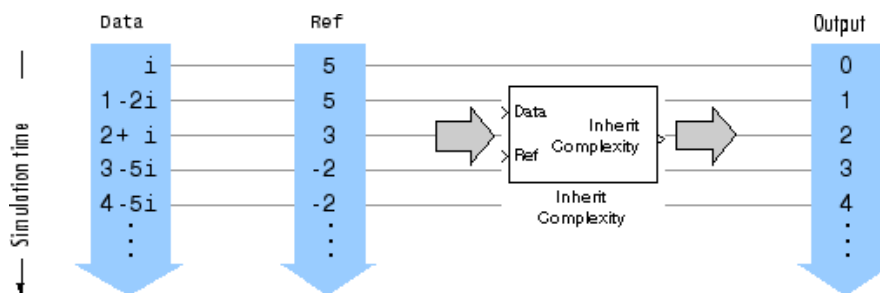 Data Ref Output
i 5 0
1-2i 5 1
2+ i 3 2
3-5i -2 3
4-5i -2 4
Data
Ref
Inherit
Complexity
Inherit
Complexity
Simulation time